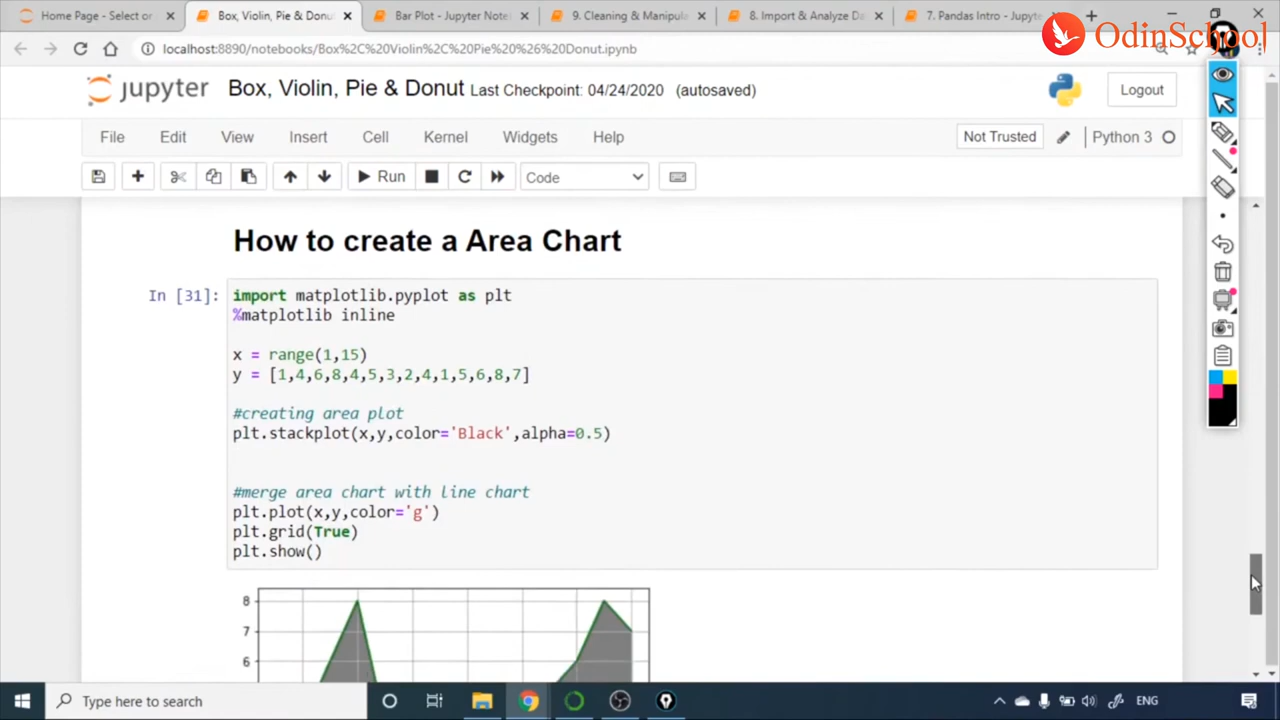 Home Page - Select or
Box, Violin, Pie & Donu
Bar Plot - Jupyter Note
9. Cleaning & Manipula
8. Import & Analyze Da
7. Pandas Intro - Jupyte
OdinSchool
localhost:8890/notebooks/Box%2C%20Violin%2C%20Pie%20%26%20Donut.ipynb
jupyter
Box, Violin, Pie & Donut Last Checkpoint: 04/24/2020 (autosaved)
Logout
File Edit View Insert Cell Kernel Widgets Help
Not Trusted
Python 3
Run
Code
How to create a Area Chart
In [31]:
import matplotlib.pyplot as plt
%matplotlib inline
x = range(1,15)
y = [1,4,6,8,4,5,3,2,4,1,5,6,8,7]
#creating area plot
plt.stackplot(x,y,color='Black',alpha=0.5)
#merge area chart with line chart
plt.plot(x,y,color='g')
plt.grid(True)
plt.show()
8
7
6
Type here to search
ENG